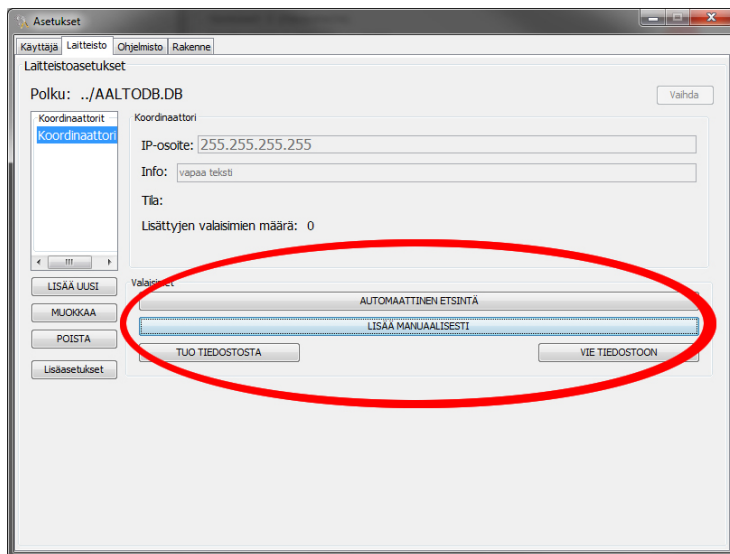 Asetukset
Käyttäjä Laitteisto Ohjelmisto Rakenne
Laitteistoasetukset
Polku: ../AALTODB.DB
Vaihda
Koordinaattorit
Koordinaattori
Koordinaattori
IP-osoite: 255.255.255.255
Info: vapaa teksti
Tila:
Lisättyjen valaisimien määrä: 0
LISÄÄ UUSI
MUOKKAA
POISTA
Lisäasetukset
Valaisimet
AUTOMAATTINEN ETSINTÄ
LISÄÄ MANUAALISESTI
TUO TIEDOSTOSTA
VIE TIEDOSTOON